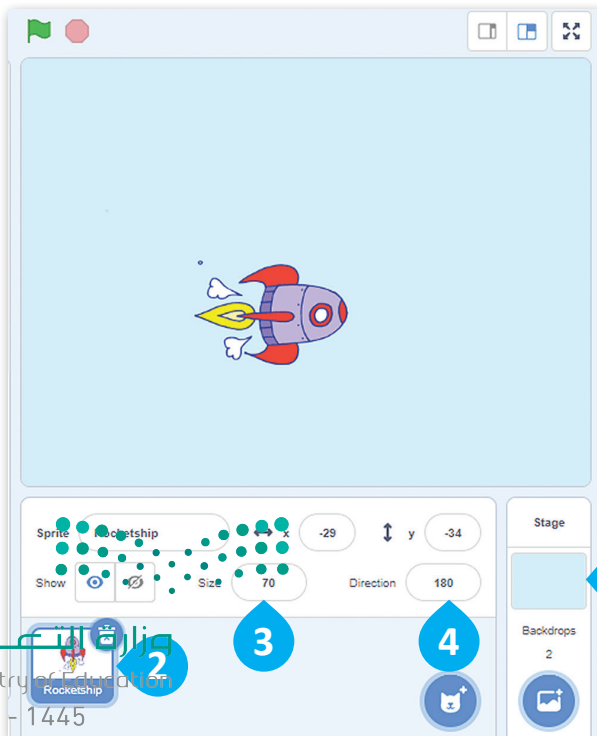 Sprite Rocketship x -29 y -34
Show Size 70 Direction 180
3 4
2
Rocketship
Stage
Backdrops
2
وزارة التـ
try of Education
- 1445